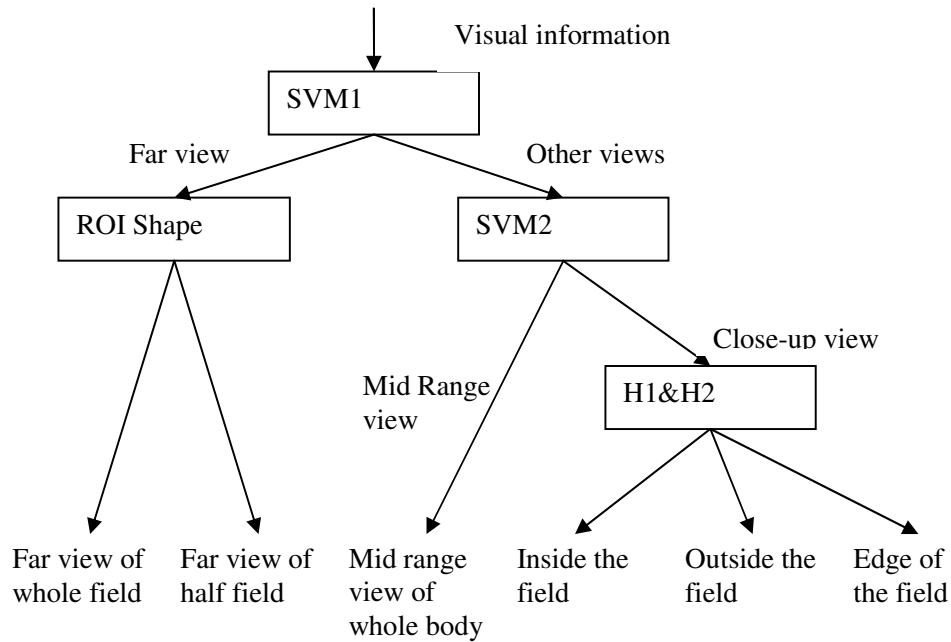 Visual information
SVM1
Far view
Other views
ROI Shape
SVM2
Close-up view
Mid Range
view
H1&H2
Far view of
whole field
Far view of
half field
Mid range
view of
whole body
Inside the
field
Outside the
field
Edge of
the field